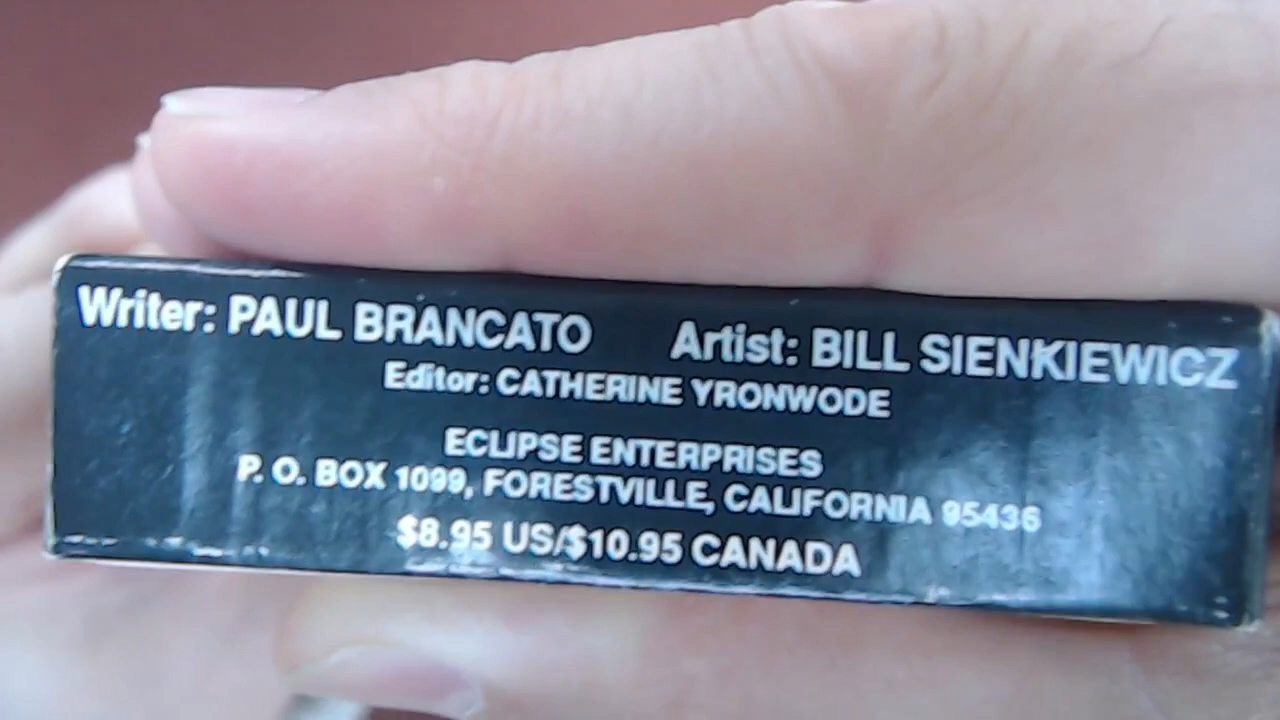 Writer: PAUL BRANCATO Artist: BILL SIENKIEWICZ
Editor: CATHERINE YRONWODE
ECLIPSE ENTERPRISES
P. O. BOX 1099, FORESTVILLE, CALIFORNIA 95436
$8.95 US/$10.95 CANADA